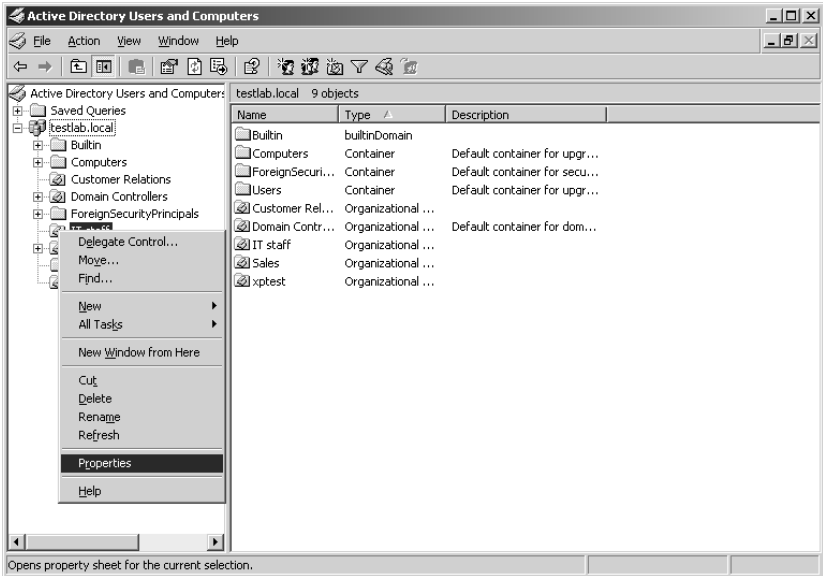 Active Directory Users and Computers
File Action View Window Help
Active Directory Users and Computers
Saved Queries
testlab.local
Builtin
Computers
Customer Relations
Domain Controllers
ForeignSecurityPrincipals
IT staff
Delegate Control...
Move...
Find...
New
All Tasks
New Window from Here
Cut
Delete
Rename
Refresh
Properties
Help
testlab.local 9 objects
Name Type Description
Builtin builtinDomain
Computers Container Default container for upgr...
ForeignSecuri... Container Default container for secu...
Users Container Default container for upgr...
Customer Rel... Organizational ...
Domain Contr... Organizational ... Default container for dom...
IT staff Organizational ...
Sales Organizational ...
xptest Organizational ...
Opens property sheet for the current selection.